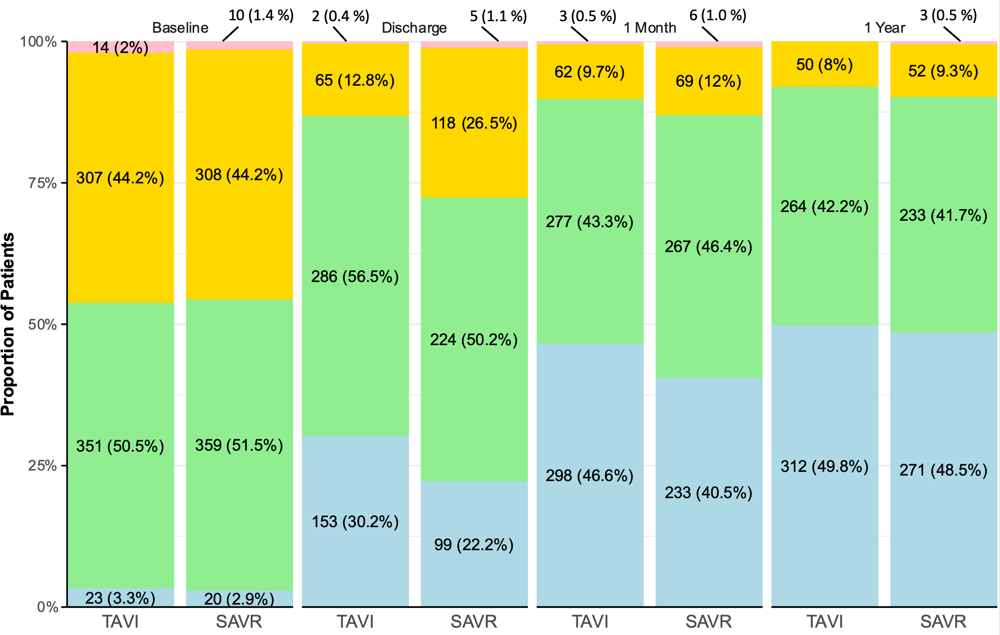 10 (1.4 %)
2 (0.4 %)
5 (1.1 %)
3 (0.5 %)
6 (1.0 %)
3 (0.5 %)
Baseline
Discharge
1 Month
1 Year
100%
75%
50%
25%
0%
Proportion of Patients
14 (2%)
307 (44.2%)
351 (50.5%)
23 (3.3%)
308 (44.2%)
359 (51.5%)
20 (2.9%)
65 (12.8%)
286 (56.5%)
153 (30.2%)
118 (26.5%)
224 (50.2%)
99 (22.2%)
62 (9.7%)
277 (43.3%)
298 (46.6%)
69 (12%)
267 (46.4%)
233 (40.5%)
50 (8%)
264 (42.2%)
312 (49.8%)
52 (9.3%)
233 (41.7%)
271 (48.5%)
TAVI
SAVR
TAVI
SAVR
TAVI
SAVR
TAVI
SAVR